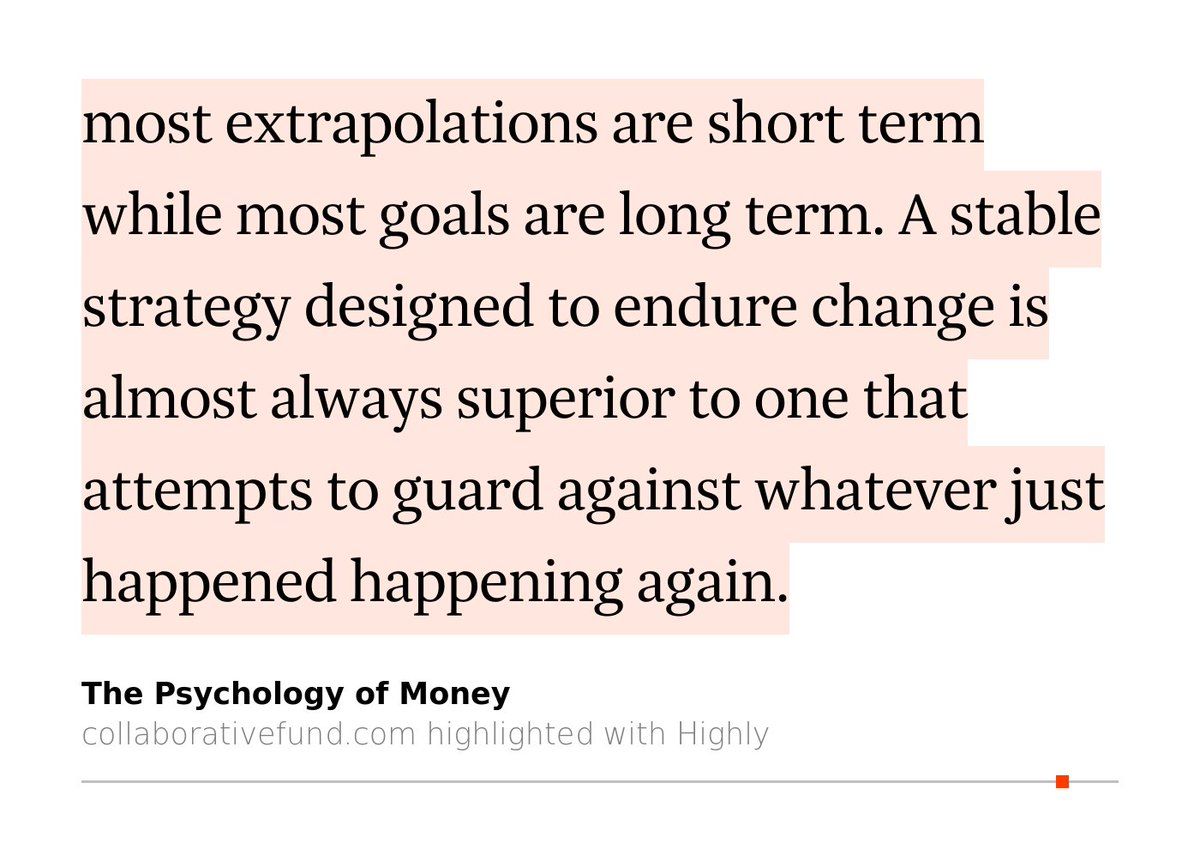 most extrapolations are short term
while most goals are long term. A stable
strategy designed to endure change is
almost always superior to one that
attempts to guard against whatever just
happened happening again.
The Psychology of Money
collaborativefund.com highlighted with Highly